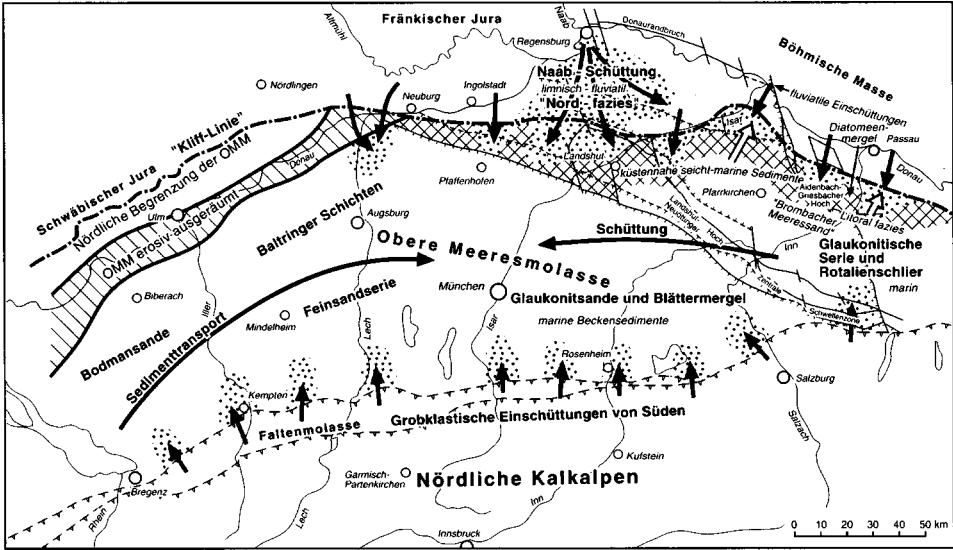 Altmühl
Fränkischer Jura
Naab
Regensburg
Donaurandbruch
Böhmische Masse
Nördlingen
Ingolstadt
Neuburg
Naab - Schüttung
limnisch - fluviatil
"Nord - fazies"
fluviatile Einschüttungen
Isar
Diatomeen-
mergel
Passau
Donau
Schwäbischer Jura
"Kliff-Linie"
Nördliche Begrenzung der OMM
OMM erosiv ausgeräumt
Donau
Ulm
Pfaffenhofen
Landshut
küstennahe seicht-marine Sedimente
Pfarrkirchen
Aidenbach-
Griesbacher
Hoch
"Brombacher/
Meeressand"
Litoral fazies
Baltringer Schichten
Augsburg
Landshut-
Neuöttinger
Hoch
Schüttung
Inn
Glaukonitische
Serie und
Rotalienschlier
marin
Obere Meeresmolasse
Zentrale
Schwellenzone
Biberach
Iller
Mindelheim
Feinsandserie
Lech
München
Isar
Glaukonitsande und Blättermergel
marine Beckensedimente
Bodmansande
Sedimenttransport
Rosenheim
Salzburg
Kempten
Faltenmolasse
Grobklastische Einschüttungen von Süden
Salzach
Bregenz
Rhein
Lech
Garmisch-
Partenkirchen
Nördliche Kalkalpen
Kufstein
Inn
Innsbruck
0 10 20 30 40 50 km